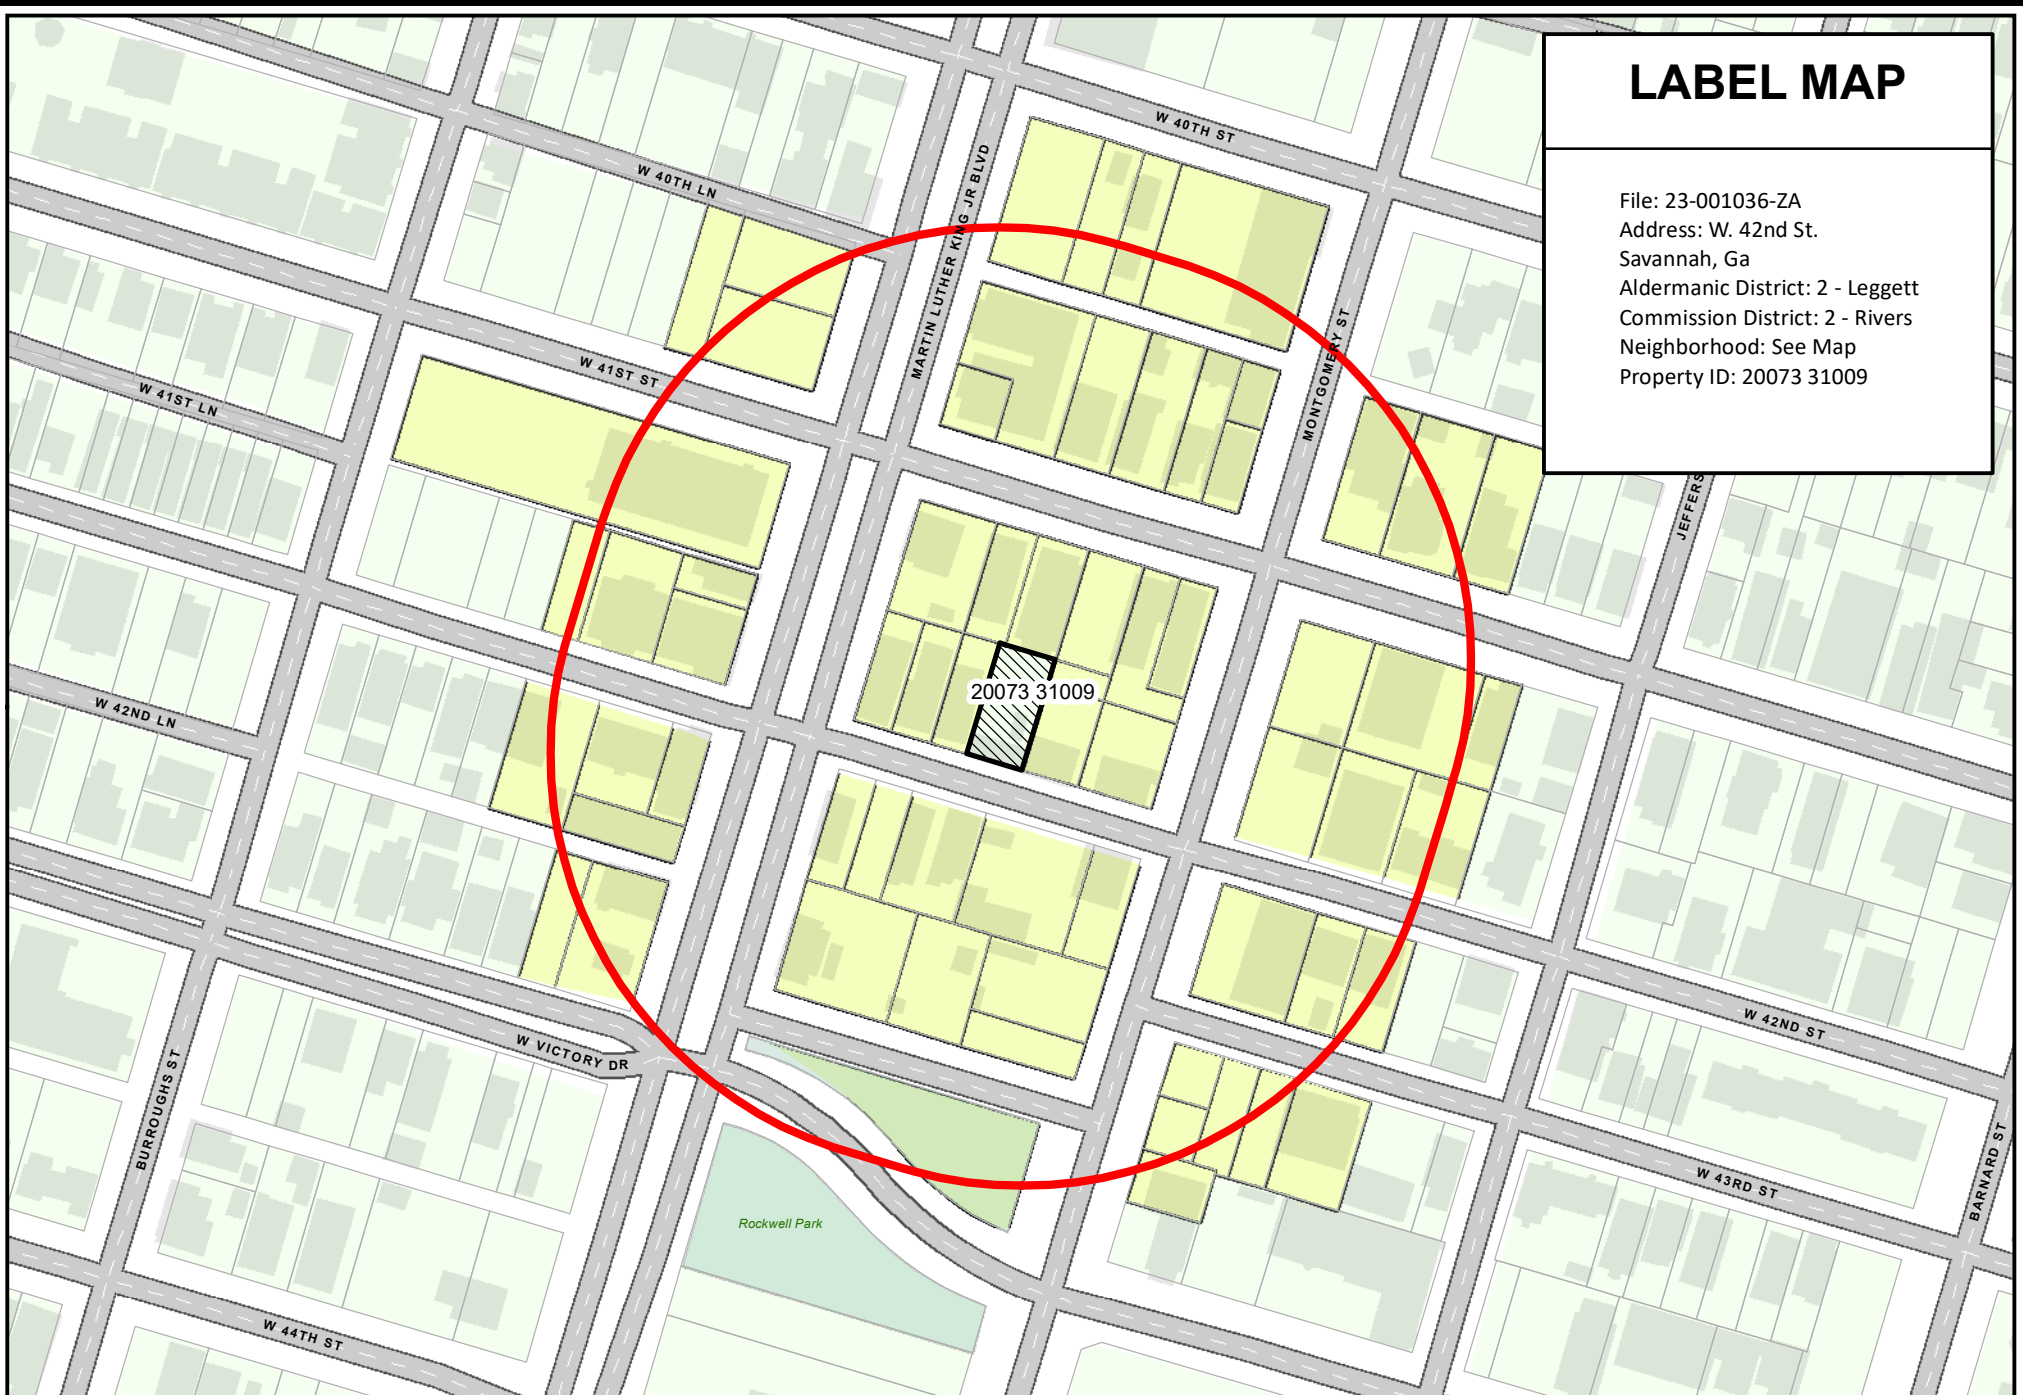 LABEL MAP
File: 23-001036-ZA
Address: W. 42nd St.
Savannah, Ga
Aldermanic District: 2 - Leggett
Commission District: 2 - Rivers
Neighborhood: See Map
Property ID: 20073 31009
W 40TH ST
W 40TH LN
MARTIN LUTHER KING JR BLVD
MONTGOMERY ST
W 41ST ST
W 41ST LN
JEFFERS
20073 31009
W 42ND LN
W 42ND ST
W VICTORY DR
BURROUGHS ST
BARNARD ST
W 43RD ST
Rockwell Park
W 44TH ST